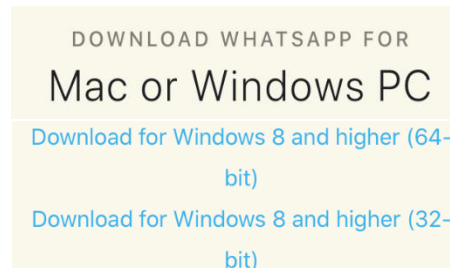 DOWNLOAD WHATSAPP FOR
Mac or Windows PC
Download for Windows 8 and higher (64-
bit)
Download for Windows 8 and higher (32-
bit)